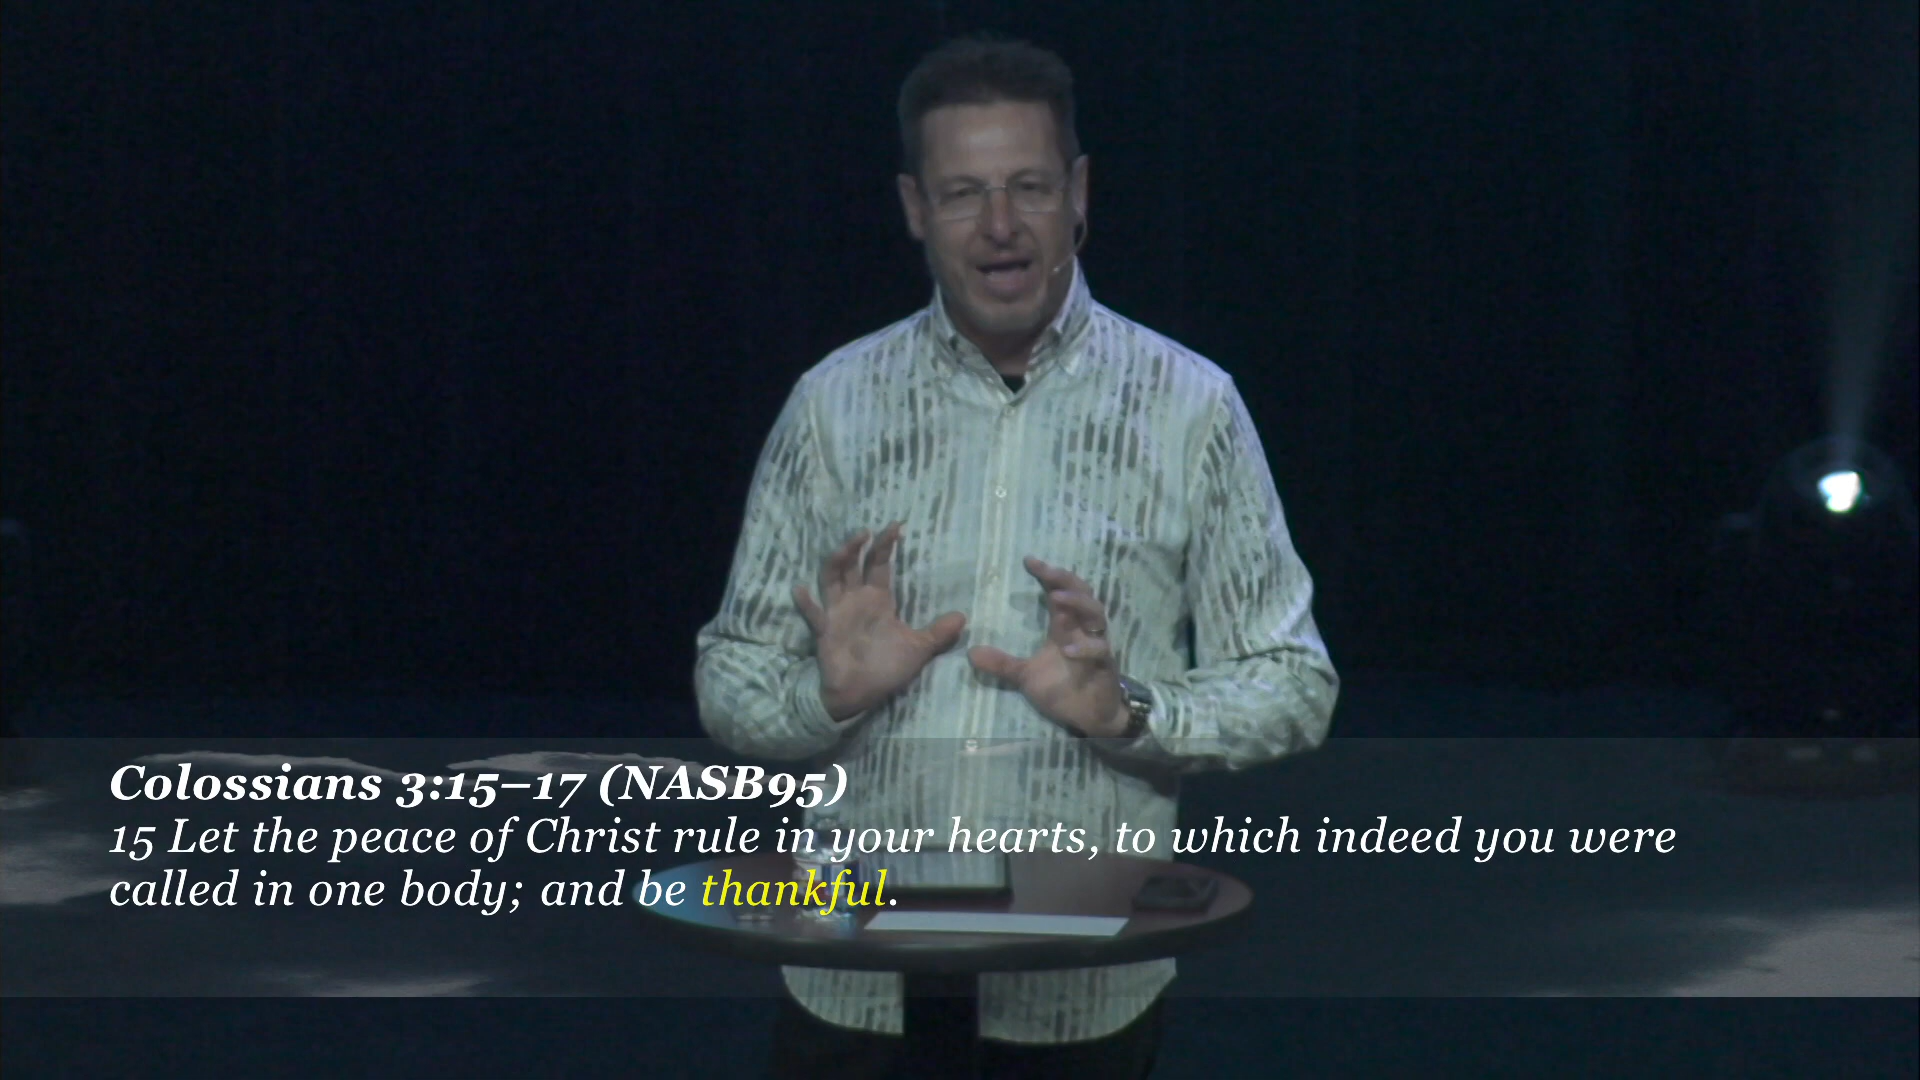 Colossians 3:15–17 (NASB95)
15 Let the peace of Christ rule in your hearts, to which indeed you were
called in one body; and be thankful.